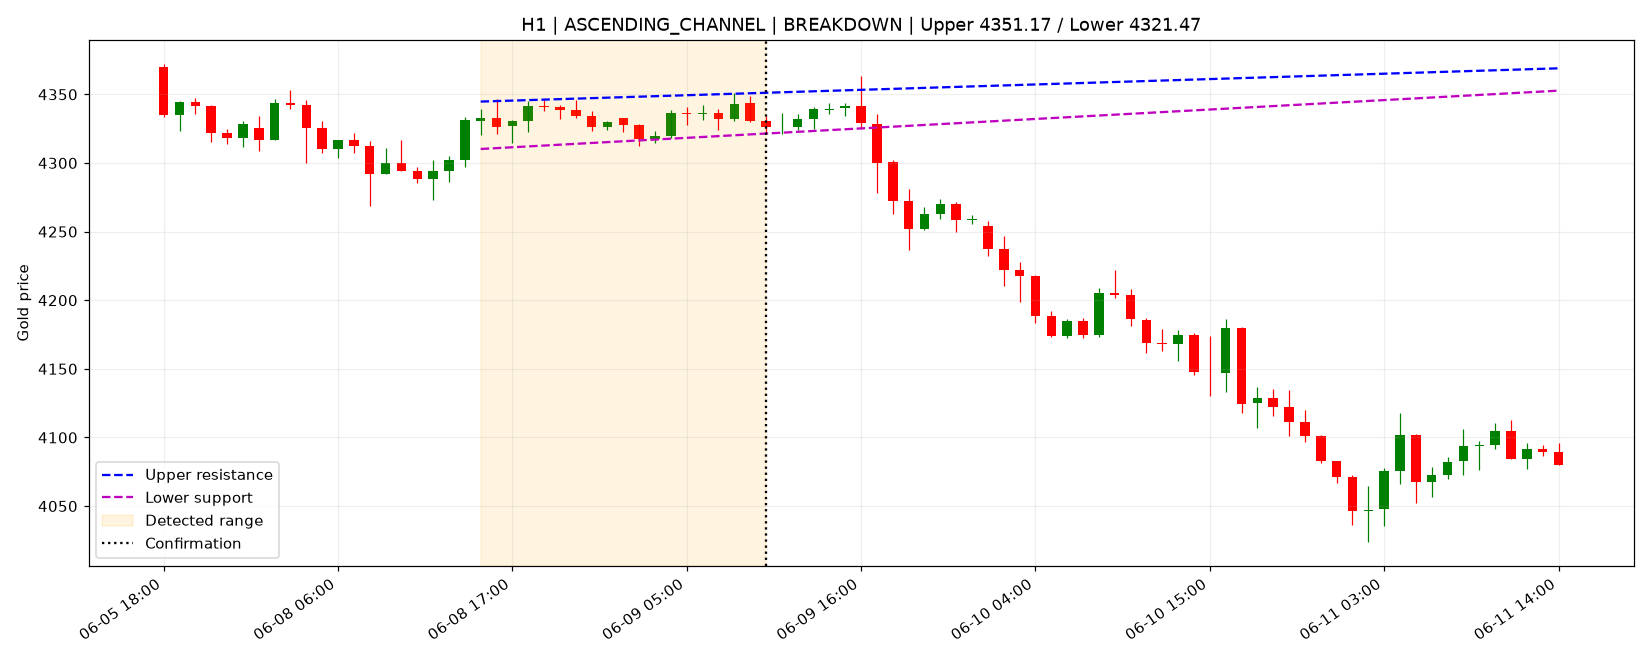 H1 | ASCENDING_CHANNEL | BREAKDOWN | Upper 4351.17 / Lower 4321.47
Gold price
4350
4300
4250
4200
4150
4100
4050
Upper resistance
Lower support
Detected range
Confirmation
06-05 18:00
06-08 06:00
06-08 17:00
06-09 05:00
06-09 16:00
06-10 04:00
06-10 15:00
06-11 03:00
06-11 14:00